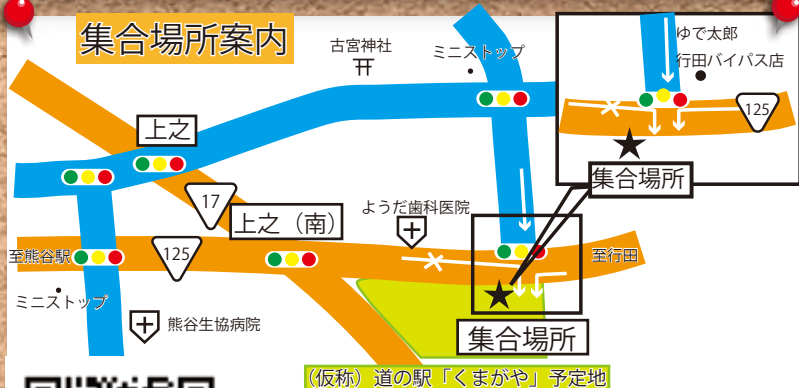 集合場所案内
古宮神社
ミニストップ
ゆで太郎
行田バイパス店
125
集合場所
上之
17
上之（南）
ようだ歯科医院
至熊谷駅
125
至行田
ミニストップ
熊谷生協病院
集合場所
（仮称）道の駅「くまがや」予定地